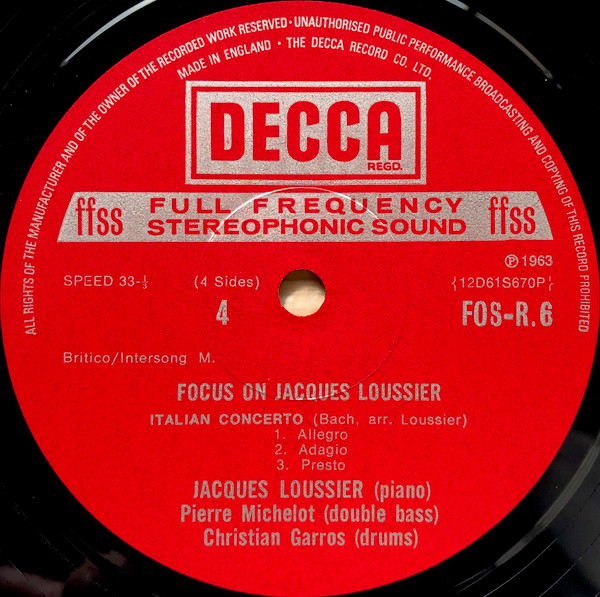 ALL RIGHTS OF THE MANUFACTURER AND OF THE OWNER OF THE RECORDED WORK RESERVED · UNAUTHORISED PUBLIC PERFORMANCE BROADCASTING AND COPYING OF THIS RECORD PROHIBITED
MADE IN ENGLAND · THE DECCA RECORD CO. LTD.
DECCA
REGD.
ffss FULL FREQUENCY ffss
STEREOPHONIC SOUND
℗ 1963
SPEED 33-⅓ (4 Sides) {12D61S670P}
4 FOS-R.6
Britico/Intersong M.
FOCUS ON JACQUES LOUSSIER
ITALIAN CONCERTO (Bach, arr. Loussier)
1. Allegro
2. Adagio
3. Presto
JACQUES LOUSSIER (piano)
Pierre Michelot (double bass)
Christian Garros (drums)